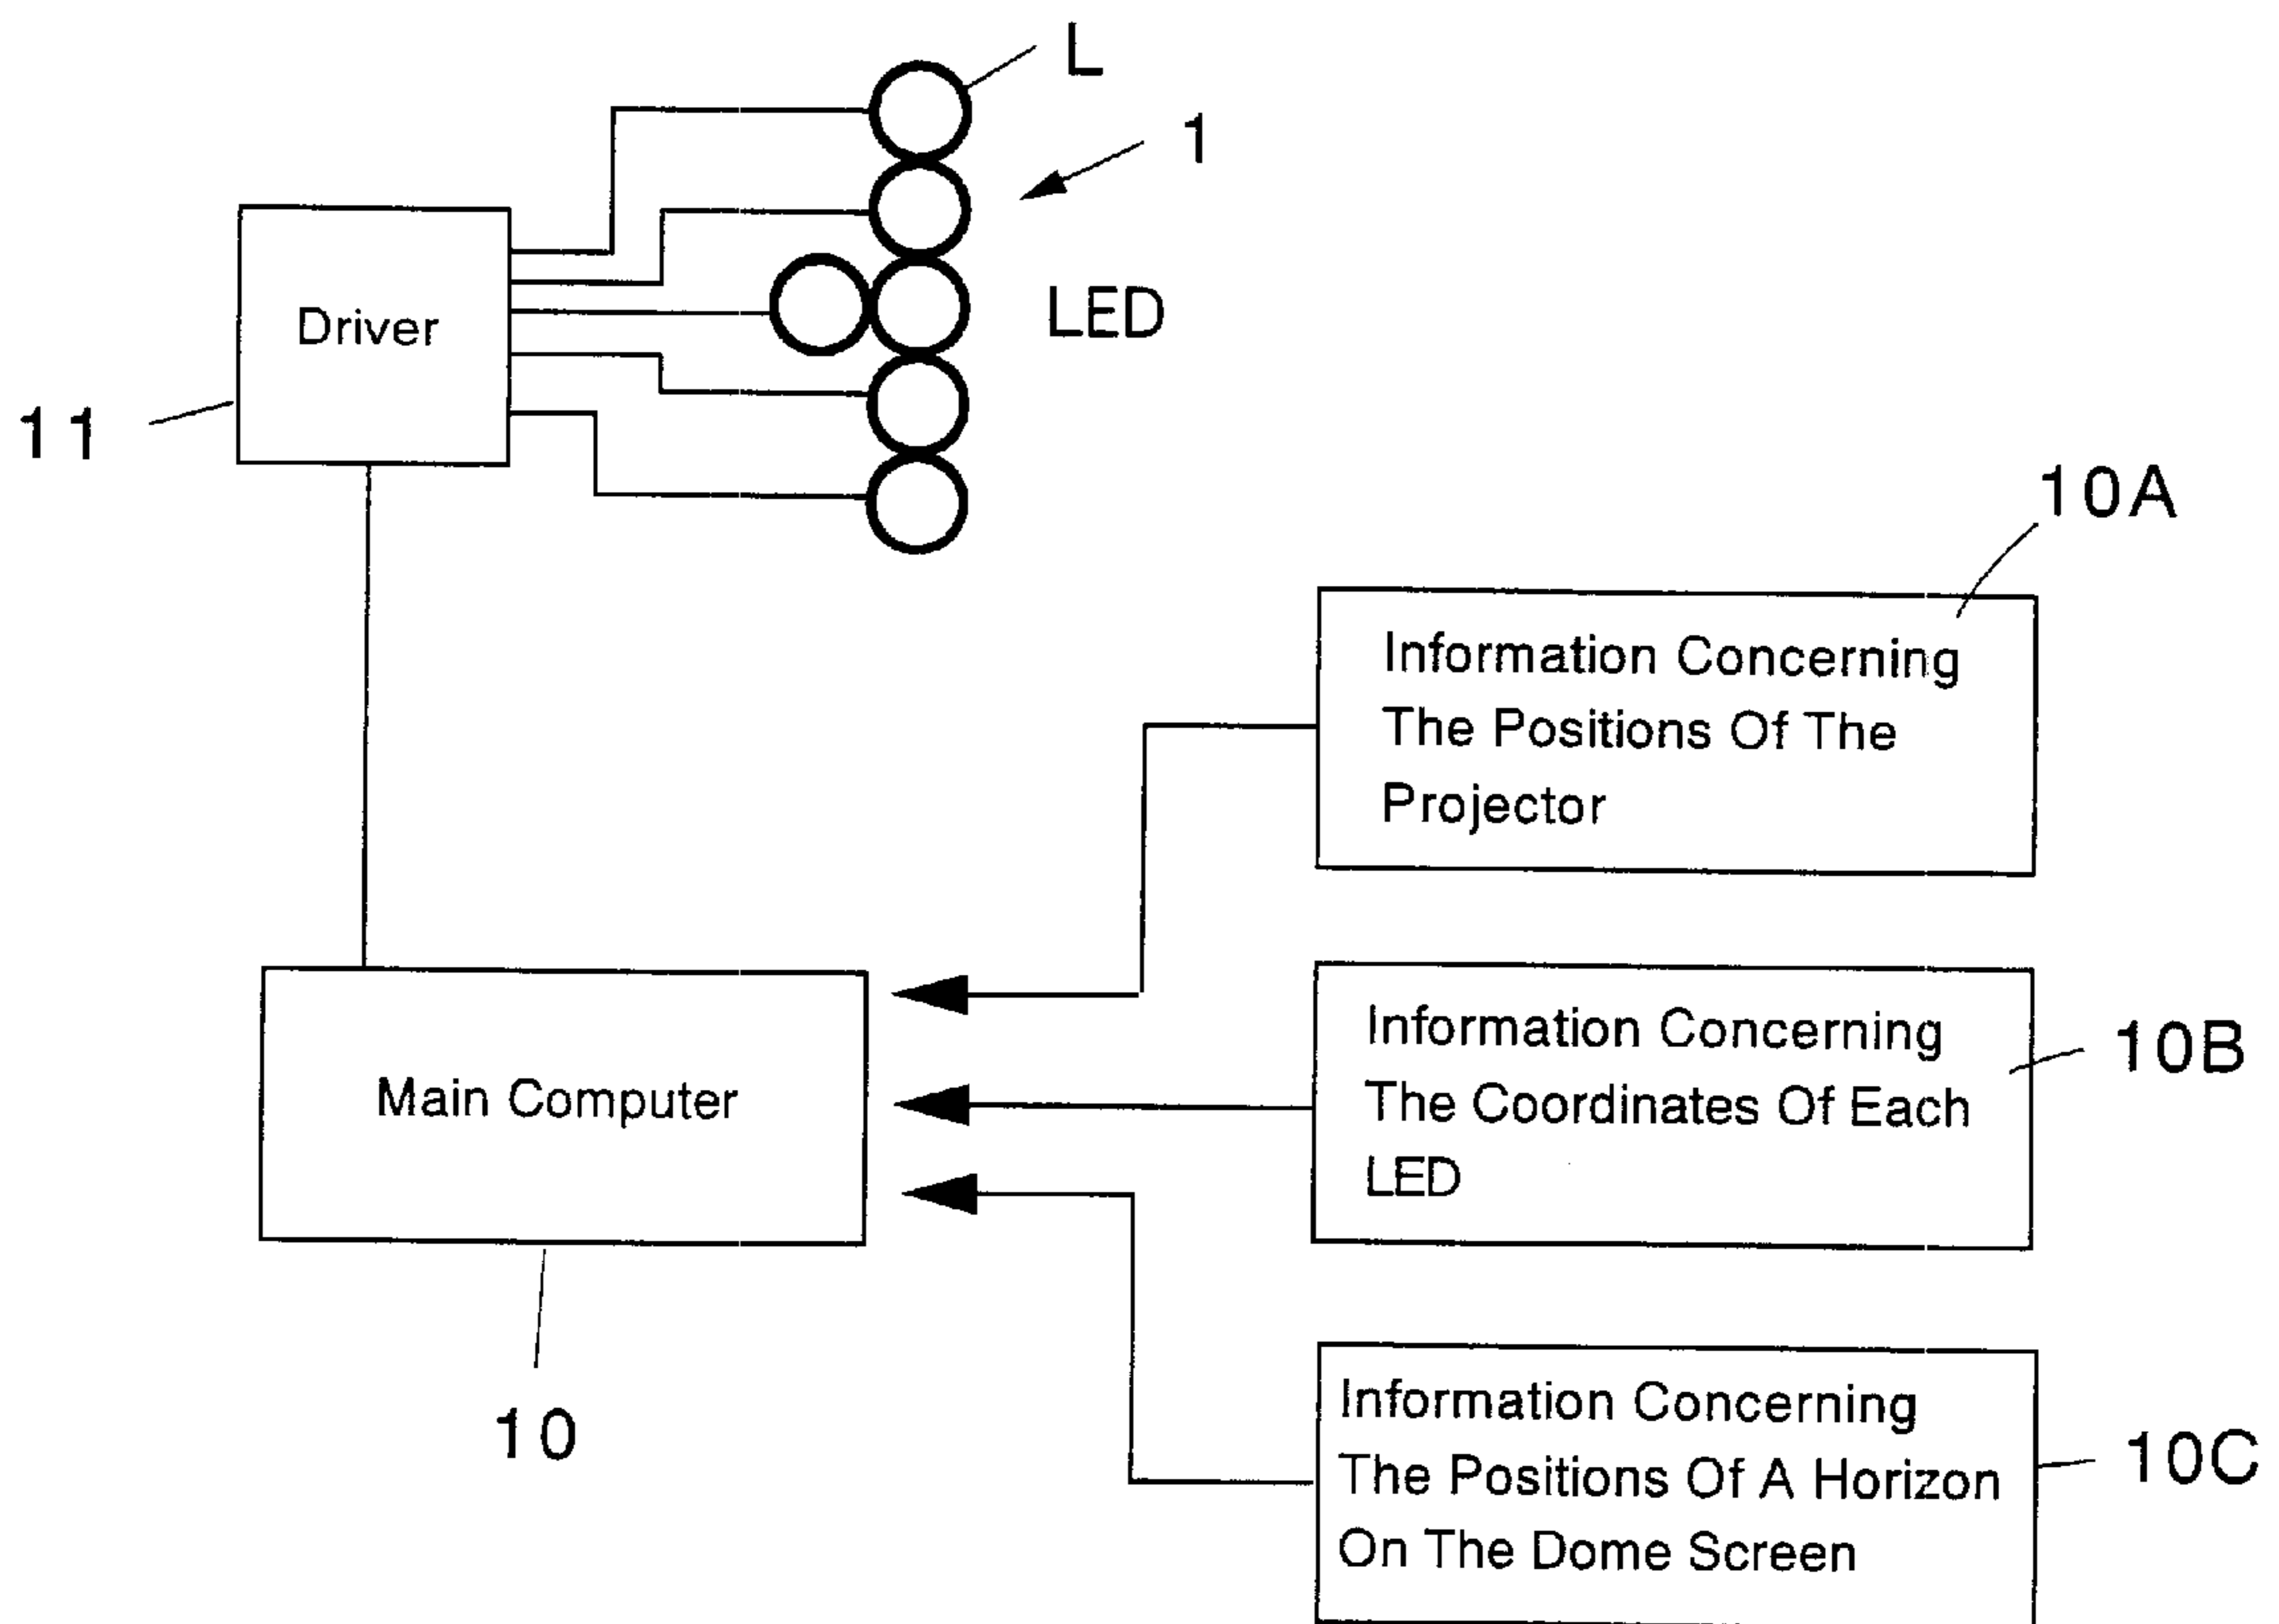 L
1
LED
Driver
11
10A
Information Concerning
The Positions Of The
Projector
Main Computer
10
Information Concerning
The Coordinates Of Each
LED
10B
Information Concerning
The Positions Of A Horizon
On The Dome Screen
10C